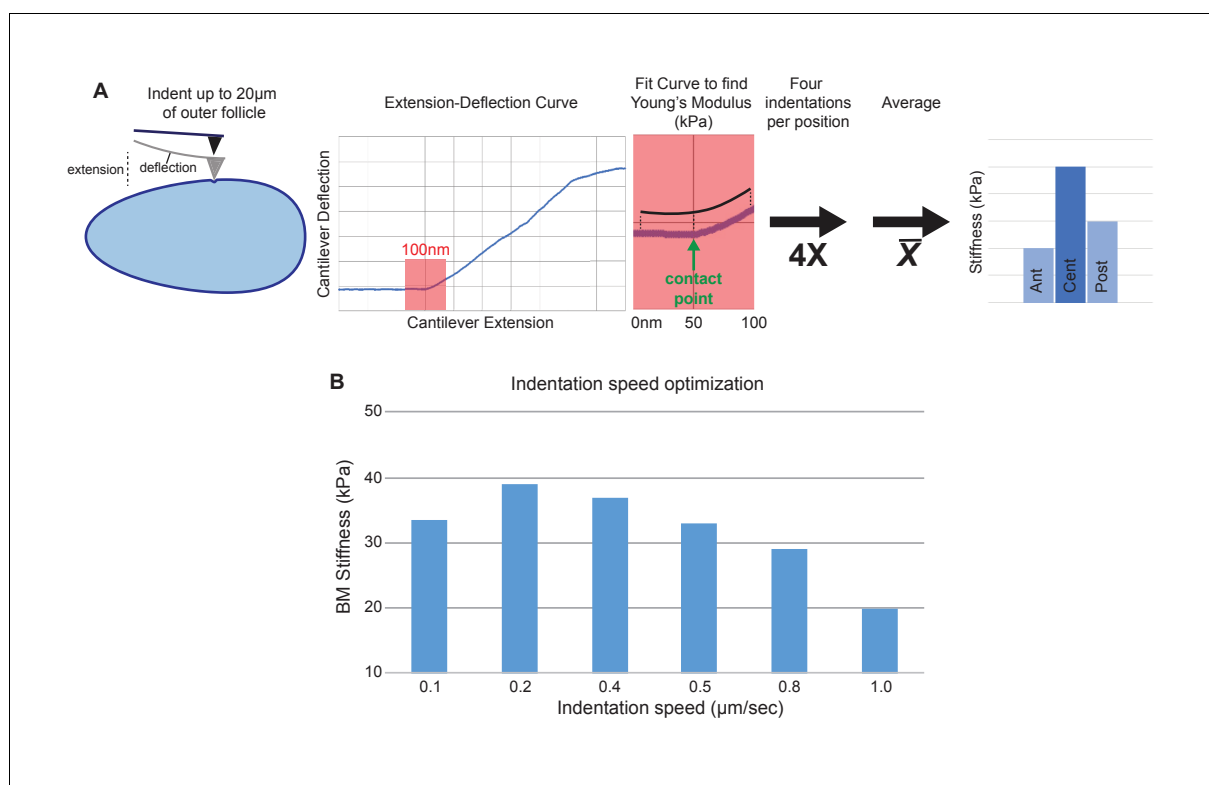 A
Indent up to 20µm
of outer follicle
extension
deflection
Extension-Deflection Curve
Cantilever Deflection
100nm
Cantilever Extension
Fit Curve to find
Young's Modulus
(kPa)
contact
point
0nm 50 100
Four
indentations
per position
4X
Average
X
Stiffness (kPa)
Ant
Cent
Post
B
Indentation speed optimization
BM Stiffness (kPa)
50
40
30
20
10
0.1 0.2 0.4 0.5 0.8 1.0
Indentation speed (µm/sec)